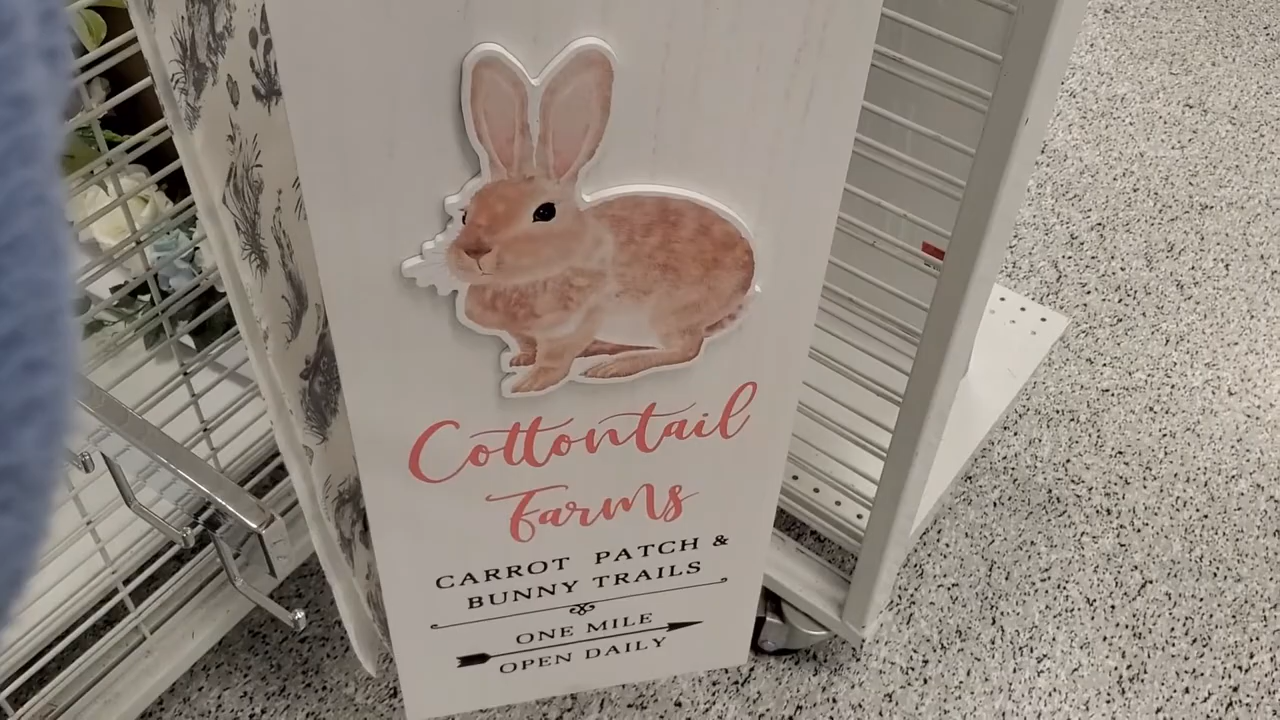 Cottontail
Farms
CARROT PATCH &
BUNNY TRAILS
ONE MILE
OPEN DAILY